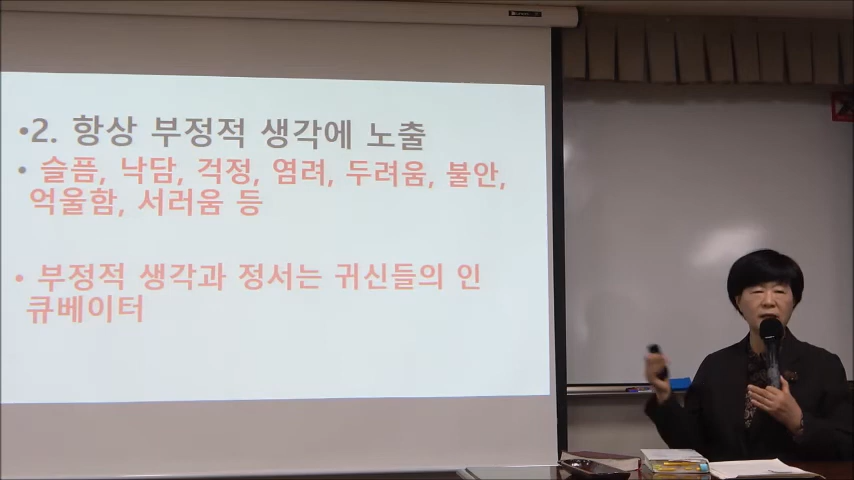 •2. 항상 부정적 생각에 노출
• 슬픔, 낙담, 걱정, 염려, 두려움, 불안,
억울함, 서러움 등
• 부정적 생각과 정서는 귀신들의 인
큐베이터